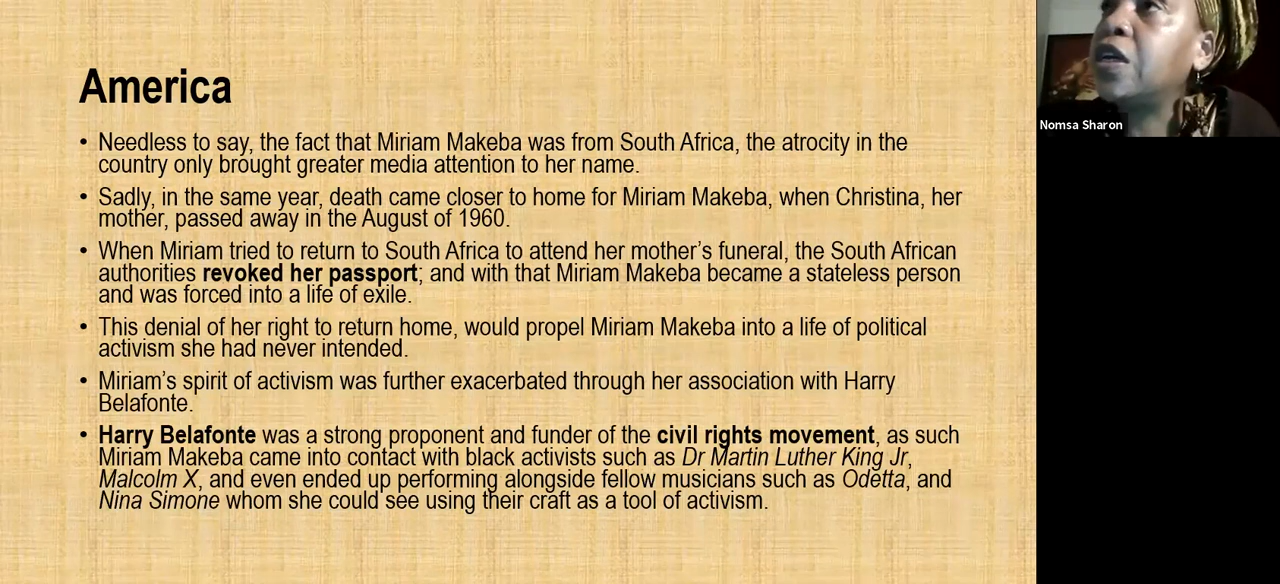 America
• Needless to say, the fact that Miriam Makeba was from South Africa, the atrocity in the
country only brought greater media attention to her name.
• Sadly, in the same year, death came closer to home for Miriam Makeba, when Christina, her
mother, passed away in the August of 1960.
• When Miriam tried to return to South Africa to attend her mother’s funeral, the South African
authorities revoked her passport; and with that Miriam Makeba became a stateless person
and was forced into a life of exile.
• This denial of her right to return home, would propel Miriam Makeba into a life of political
activism she had never intended.
• Miriam’s spirit of activism was further exacerbated through her association with Harry
Belafonte.
• Harry Belafonte was a strong proponent and funder of the civil rights movement, as such
Miriam Makeba came into contact with black activists such as Dr Martin Luther King Jr,
Malcolm X, and even ended up performing alongside fellow musicians such as Odetta, and
Nina Simone whom she could see using their craft as a tool of activism.
Nomsa Sharon